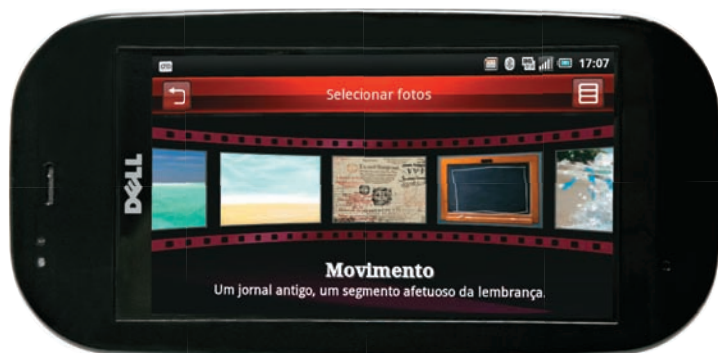 17:07
Selecionar fotos
DELL
Movimento
Um jornal antigo, um segmento afetuoso da lembrança.